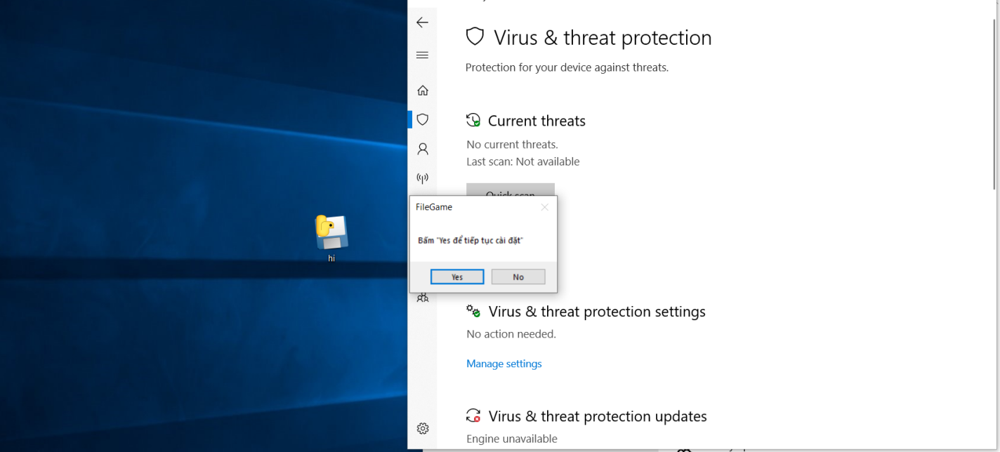 Virus & threat protection
Protection for your device against threats.
Current threats
No current threats.
Last scan: Not available
Quick scan
FileGame
Bấm "Yes để tiếp tục cài đặt"
Yes
No
hi
Virus & threat protection settings
No action needed.
Manage settings
Virus & threat protection updates
Engine unavailable